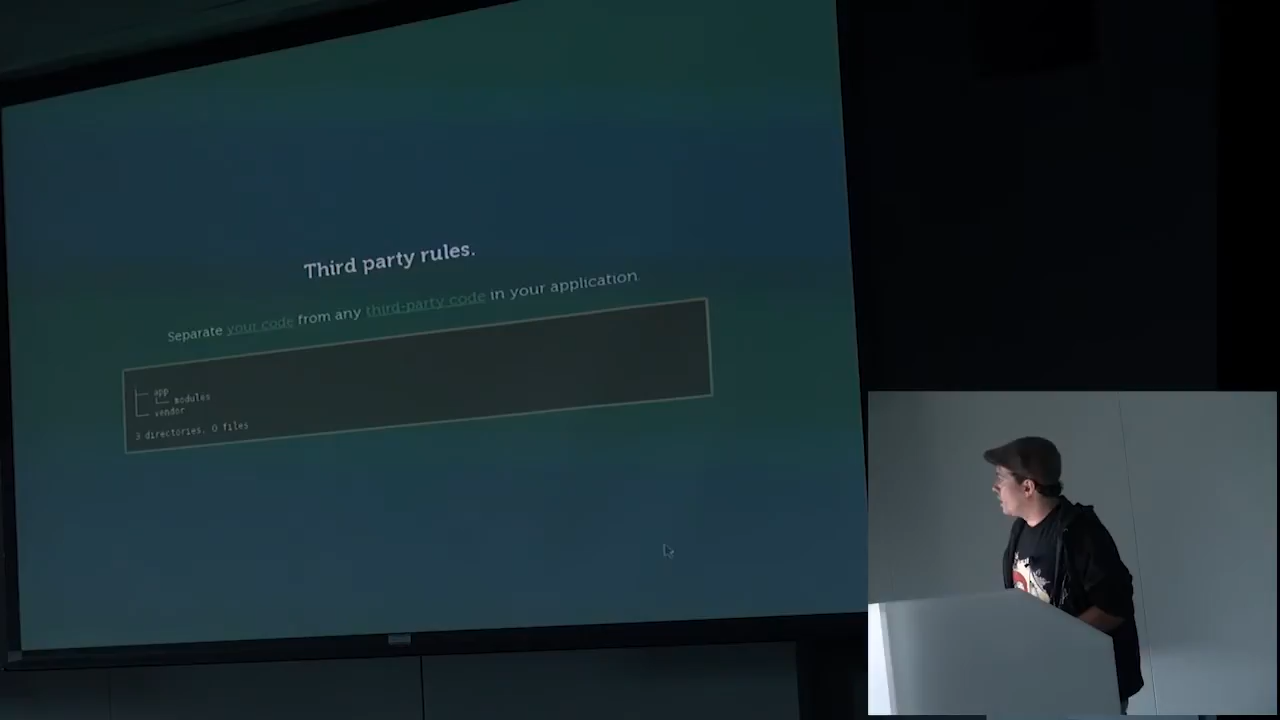 Third party rules.
Separate your code from any third-party code in your application.
├── app
│   └── modules
└── vendor
3 directories, 0 files